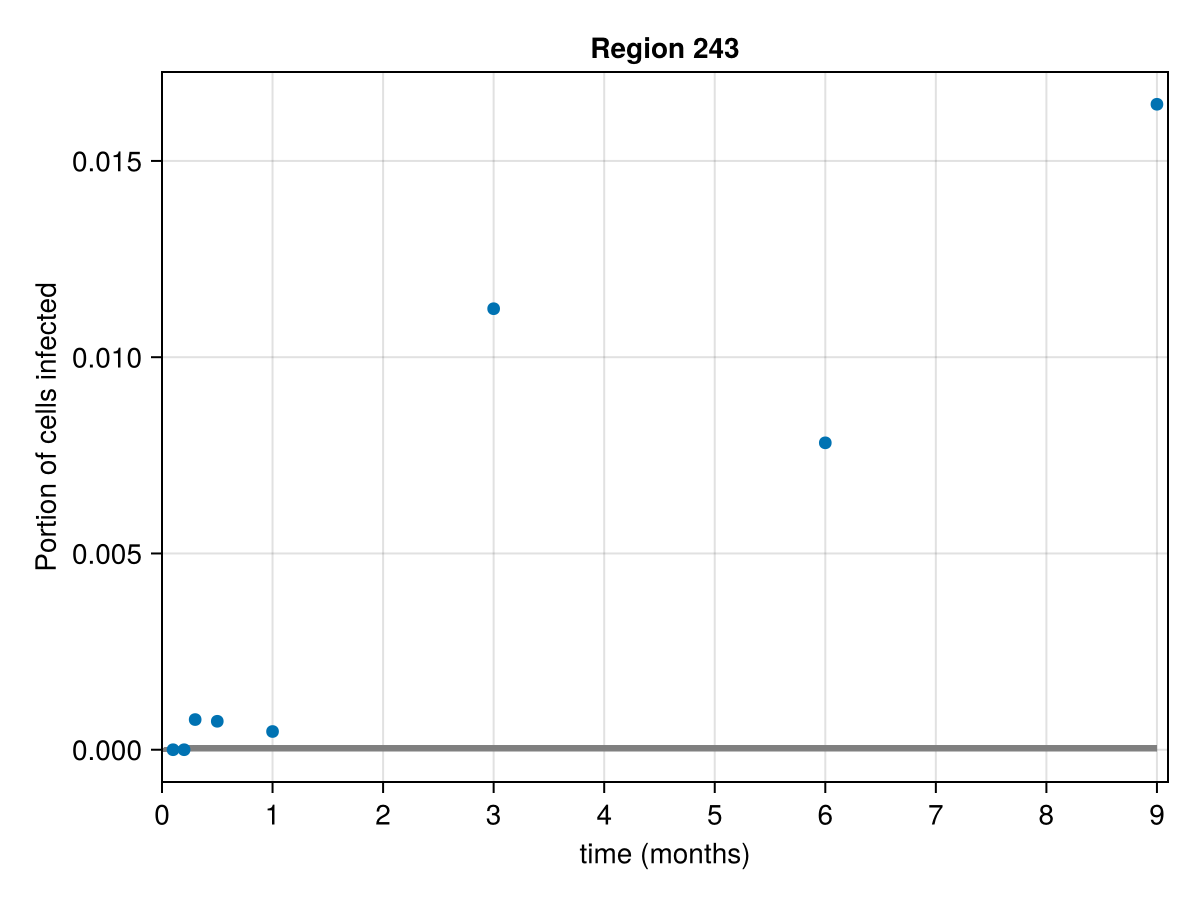 Region 243
Portion of cells infected
0.015
0.010
0.005
0.000
0 1 2 3 4 5 6 7 8 9
time (months)